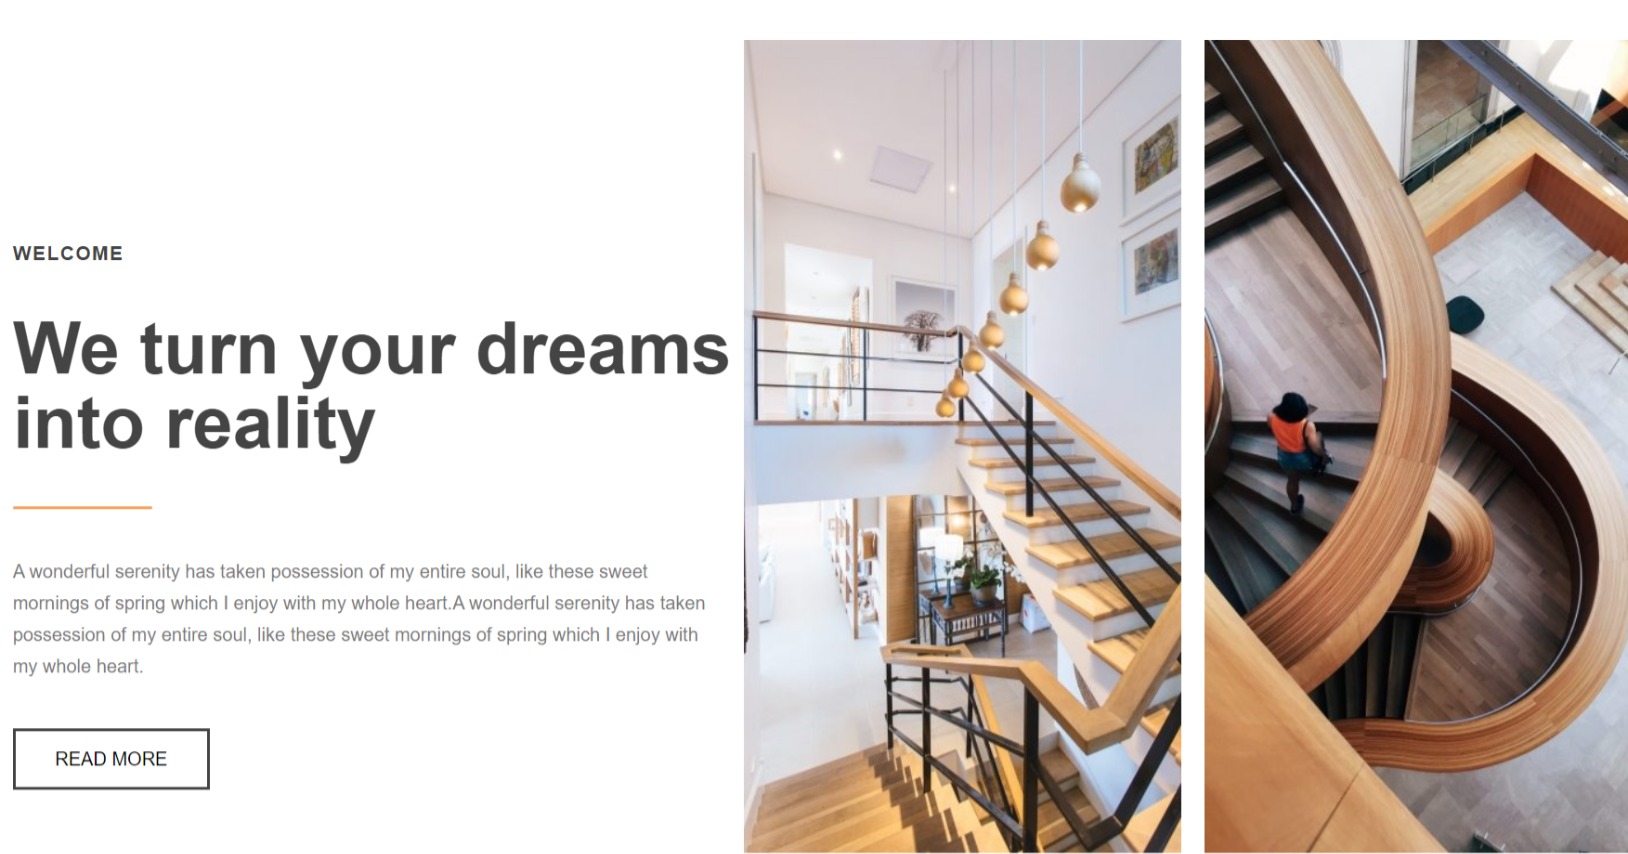 WELCOME
We turn your dreams
into reality
A wonderful serenity has taken possession of my entire soul, like these sweet
mornings of spring which I enjoy with my whole heart.A wonderful serenity has taken
possession of my entire soul, like these sweet mornings of spring which I enjoy with
my whole heart.
READ MORE